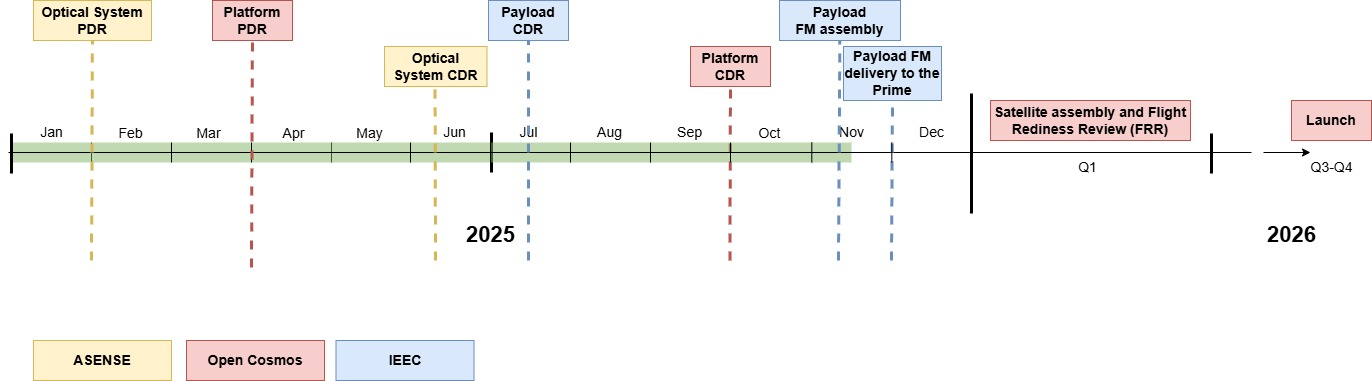 Optical System
PDR
Platform
PDR
Payload
CDR
Payload
FM assembly
Optical
System CDR
Platform
CDR
Payload FM
delivery to the
Prime
Satellite assembly and Flight
Rediness Review (FRR)
Launch
Jan Feb Mar Apr May Jun Jul Aug Sep Oct Nov Dec
Q1
Q3-Q4
2025
2026
ASENSE
Open Cosmos
IEEC